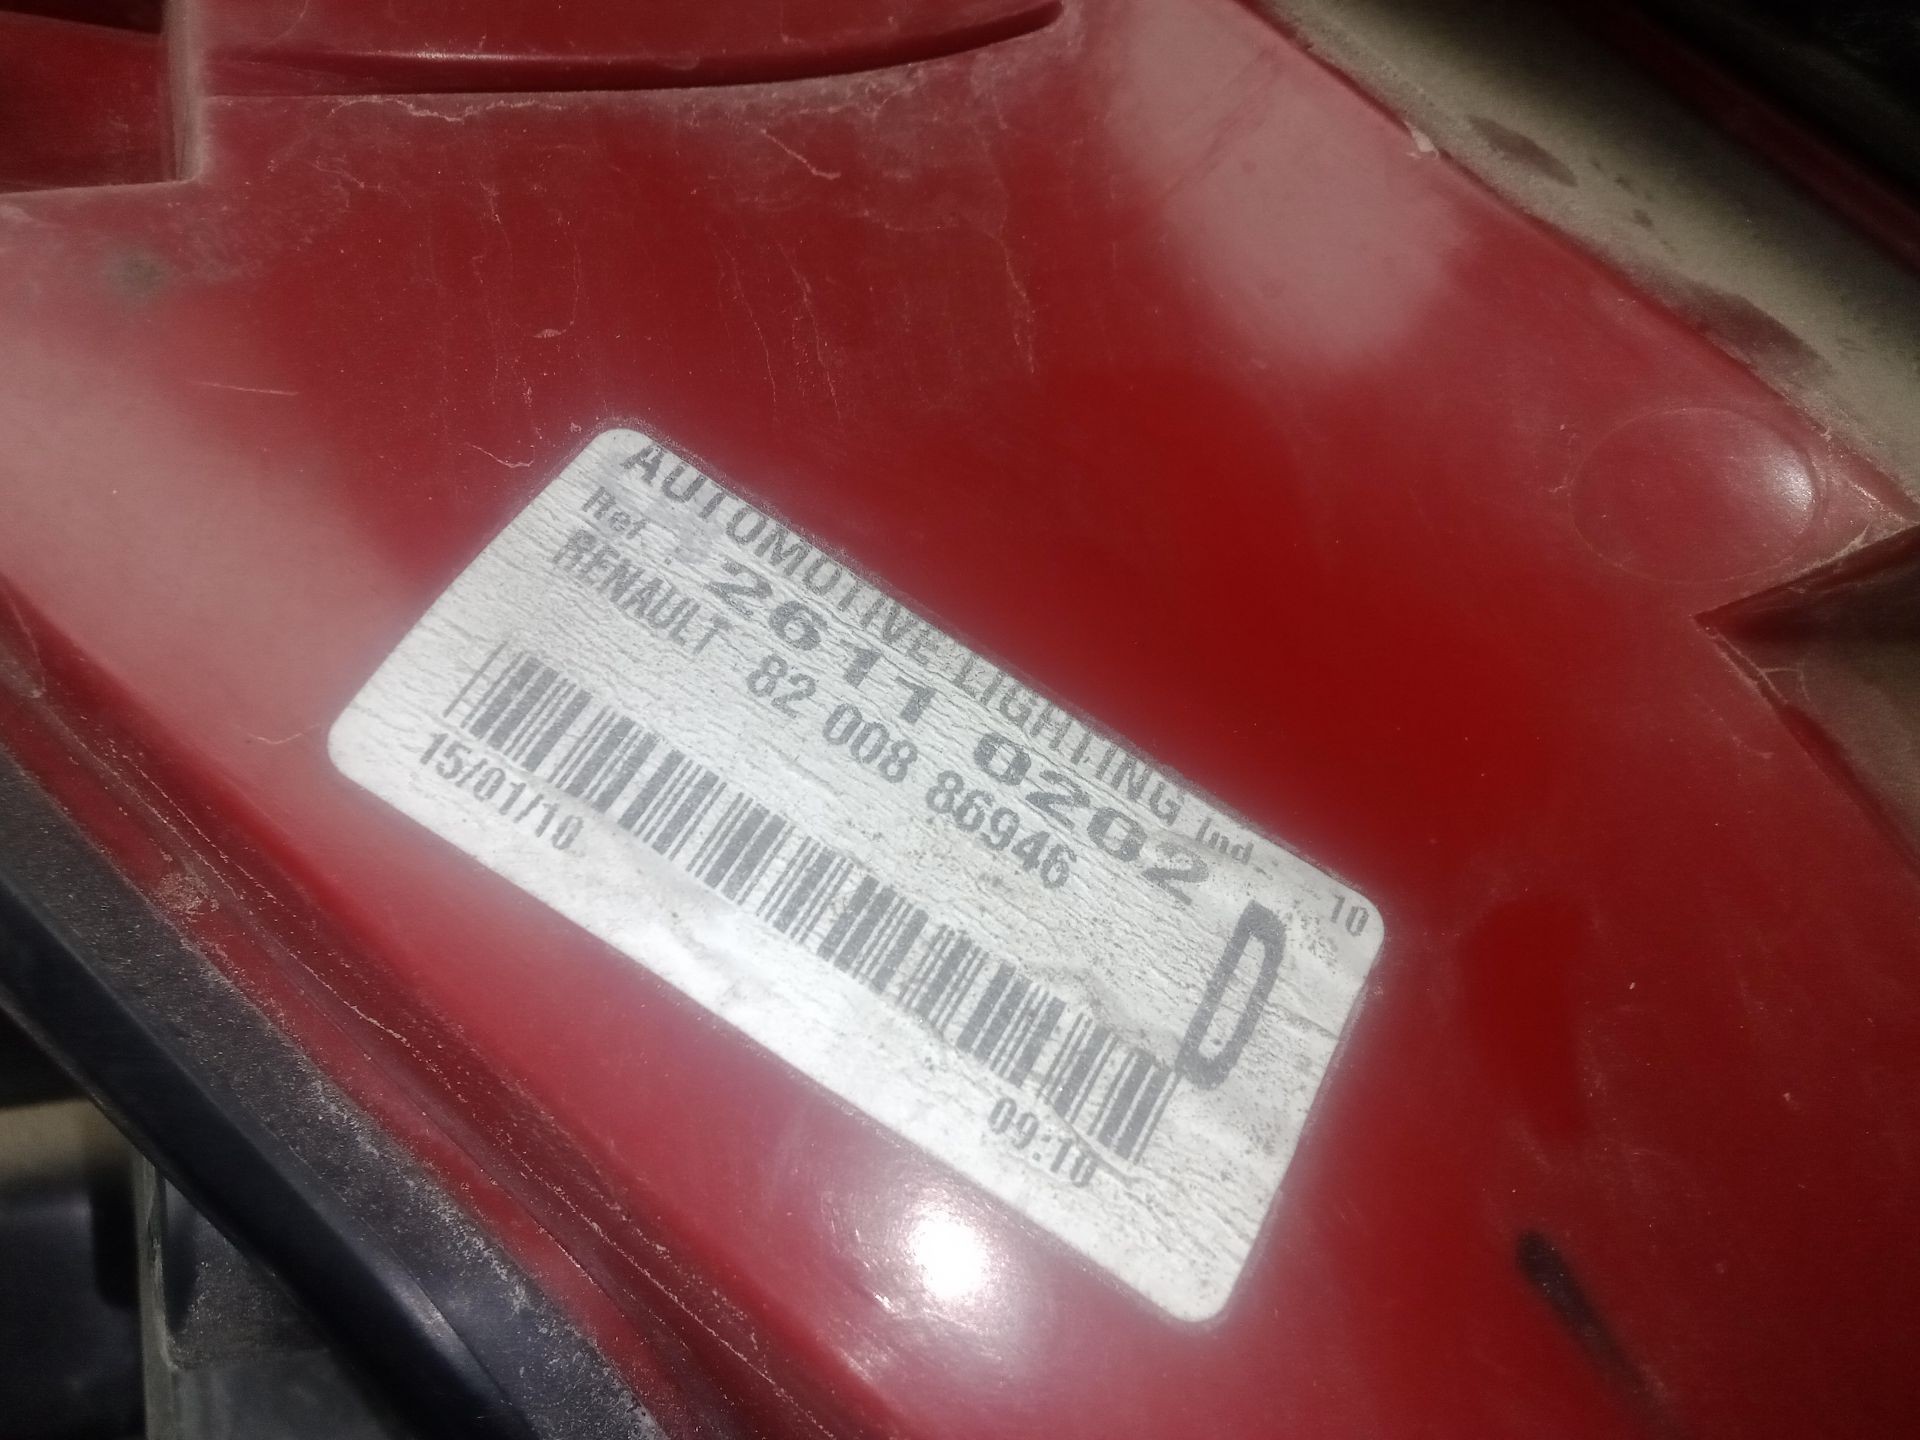 AUTOMOTIVE LIGHTING Ind. : 10
Ref. : 2611 0202
RENAULT 82 008 86946
D
15/01/10
09:10